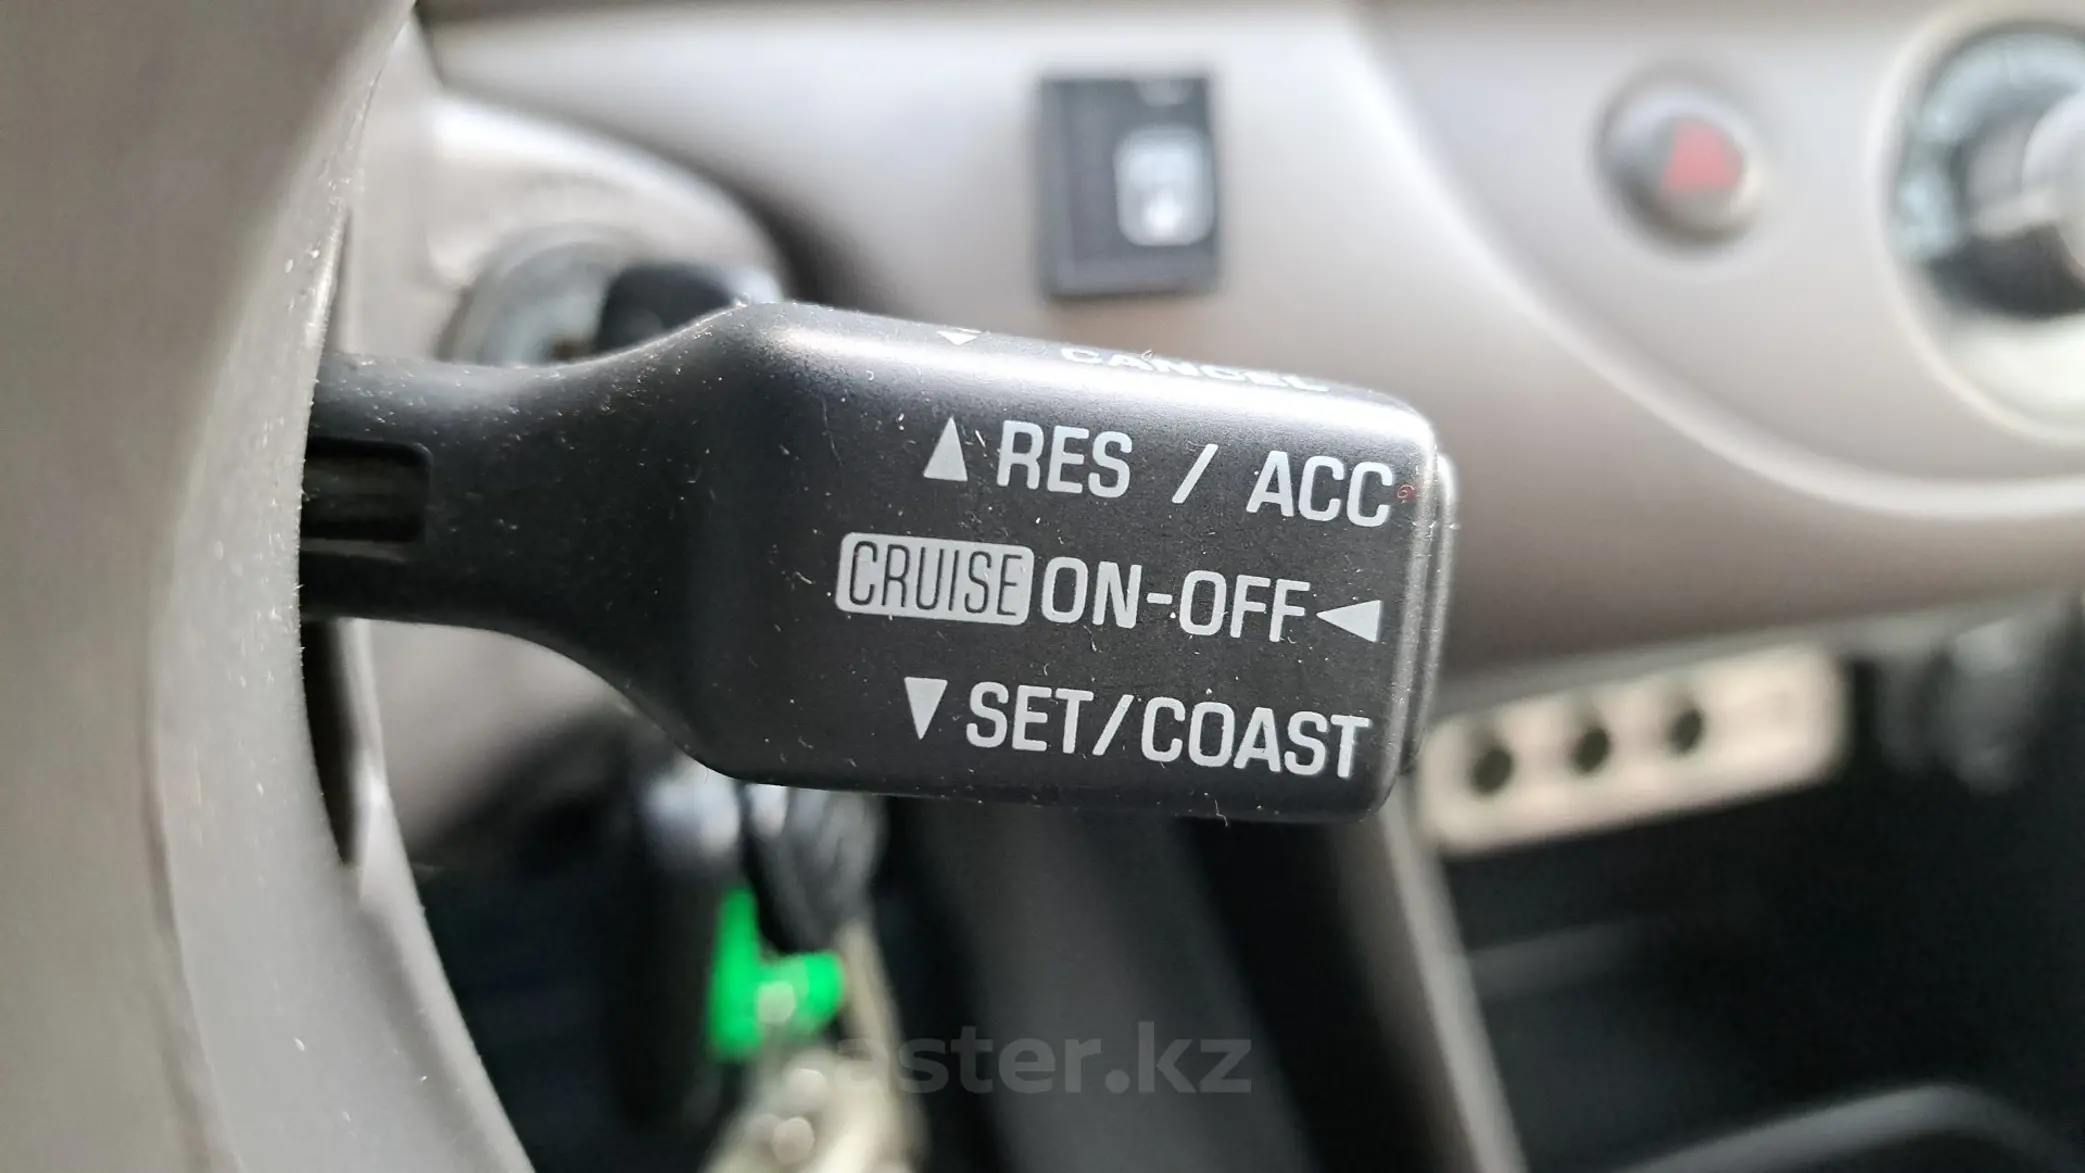 ▼ CANCEL
▲ RES / ACC
CRUISE ON-OFF ◀
▼ SET/COAST
aster.kz